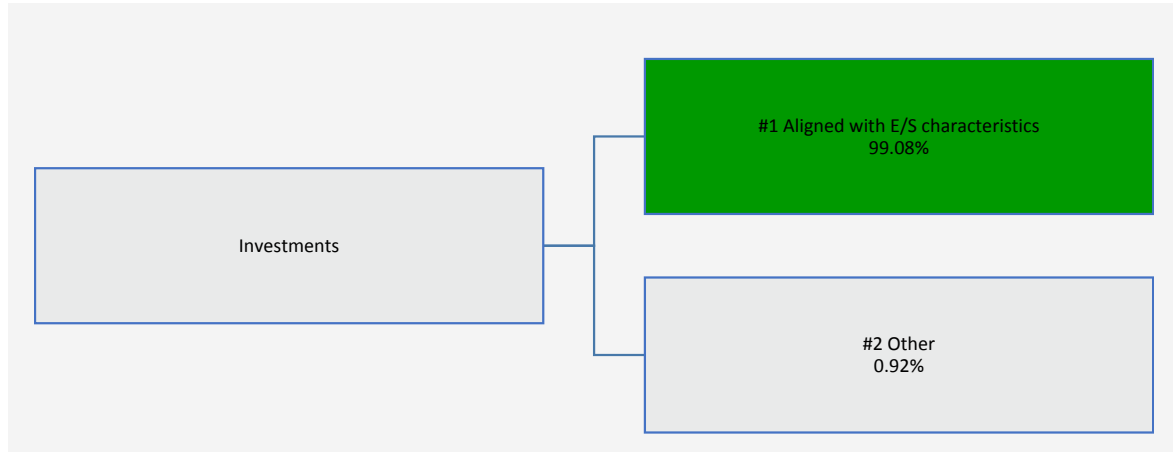 #1 Aligned with E/S characteristics
99.08%
Investments
#2 Other
0.92%